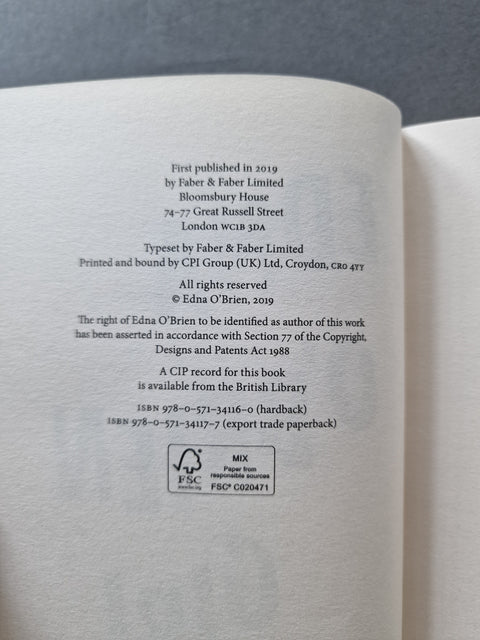 First published in 2019
by Faber & Faber Limited
Bloomsbury House
74–77 Great Russell Street
London WC1B 3DA
Typeset by Faber & Faber Limited
Printed and bound by CPI Group (UK) Ltd, Croydon, CR0 4YY
All rights reserved
© Edna O'Brien, 2019
The right of Edna O'Brien to be identified as author of this work
has been asserted in accordance with Section 77 of the Copyright,
Designs and Patents Act 1988
A CIP record for this book
is available from the British Library
ISBN 978–0–571–34116–0 (hardback)
ISBN 978–0–571–34117–7 (export trade paperback)
FSC
www.fsc.org
MIX
Paper from
responsible sources
FSC® C020471